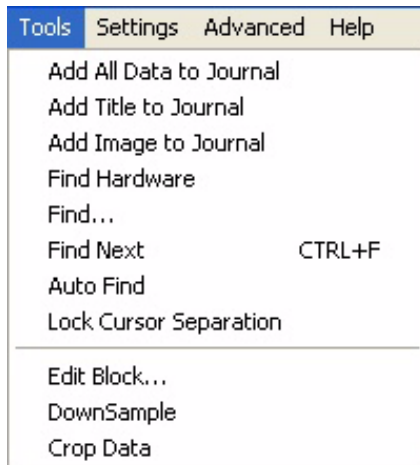 Tools Settings Advanced Help
Add All Data to Journal
Add Title to Journal
Add Image to Journal
Find Hardware
Find...
Find Next CTRL+F
Auto Find
Lock Cursor Separation
Edit Block...
DownSample
Crop Data